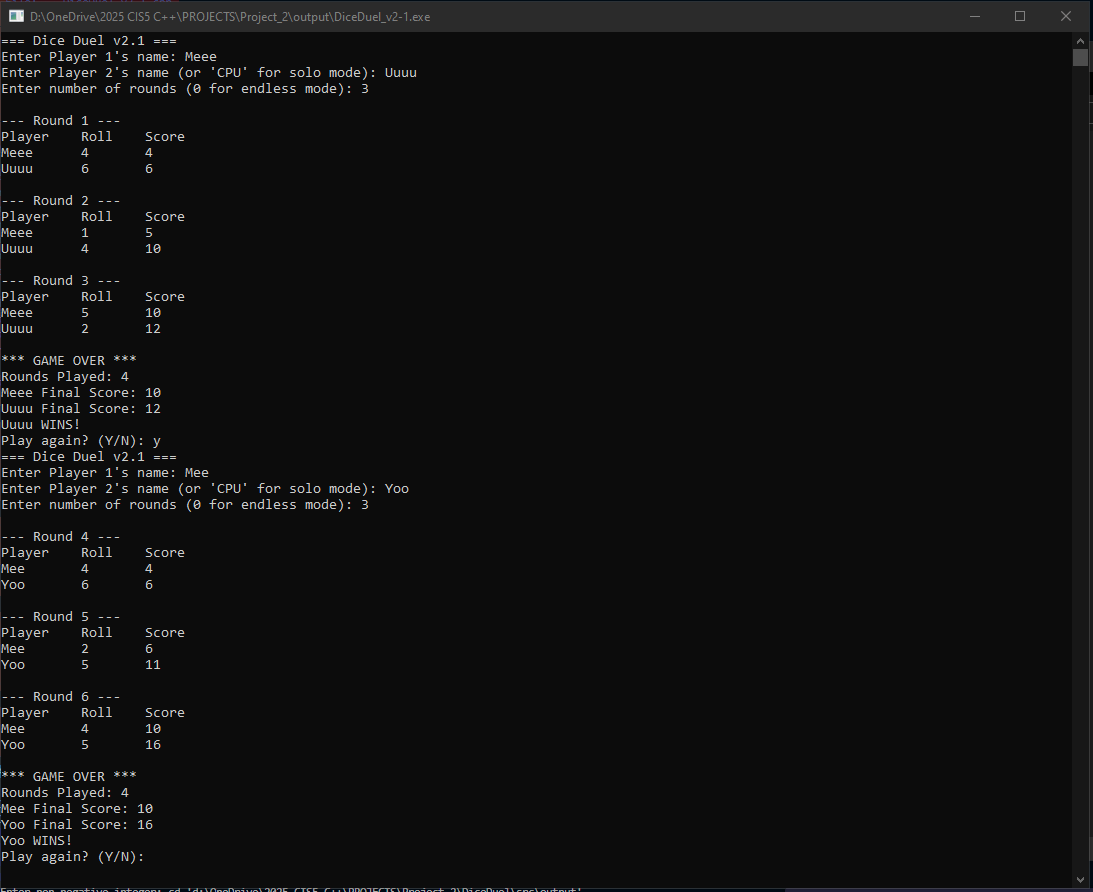 D:\OneDrive\2025 CIS5 C++\PROJECTS\Project_2\output\DiceDuel_v2-1.exe
=== Dice Duel v2.1 ===
Enter Player 1's name: Meee
Enter Player 2's name (or 'CPU' for solo mode): Uuuu
Enter number of rounds (0 for endless mode): 3
--- Round 1 ---
Player Roll Score
Meee 4 4
Uuuu 6 6
--- Round 2 ---
Player Roll Score
Meee 1 5
Uuuu 4 10
--- Round 3 ---
Player Roll Score
Meee 5 10
Uuuu 2 12
*** GAME OVER ***
Rounds Played: 4
Meee Final Score: 10
Uuuu Final Score: 12
Uuuu WINS!
Play again? (Y/N): y
=== Dice Duel v2.1 ===
Enter Player 1's name: Mee
Enter Player 2's name (or 'CPU' for solo mode): Yoo
Enter number of rounds (0 for endless mode): 3
--- Round 4 ---
Player Roll Score
Mee 4 4
Yoo 6 6
--- Round 5 ---
Player Roll Score
Mee 2 6
Yoo 5 11
--- Round 6 ---
Player Roll Score
Mee 4 10
Yoo 5 16
*** GAME OVER ***
Rounds Played: 4
Mee Final Score: 10
Yoo Final Score: 16
Yoo WINS!
Play again? (Y/N):
Enter non-negative integer: cd 'd:\OneDrive\2025 CIS5 C++\PROJECTS\Project_2\DiceDuel\src\output'